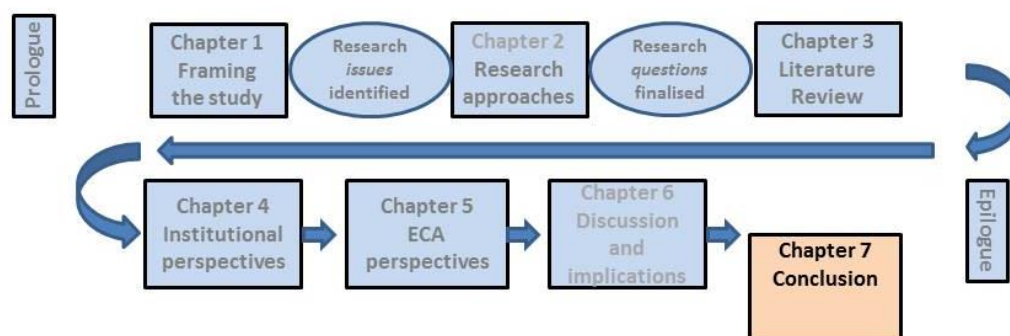 Prologue
Chapter 1
Framing
the study
Research
issues
identified
Chapter 2
Research
approaches
Research
questions
finalised
Chapter 3
Literature
Review
Chapter 4
Institutional
perspectives
Chapter 5
ECA
perspectives
Chapter 6
Discussion
and
implications
Chapter 7
Conclusion
Epilogue